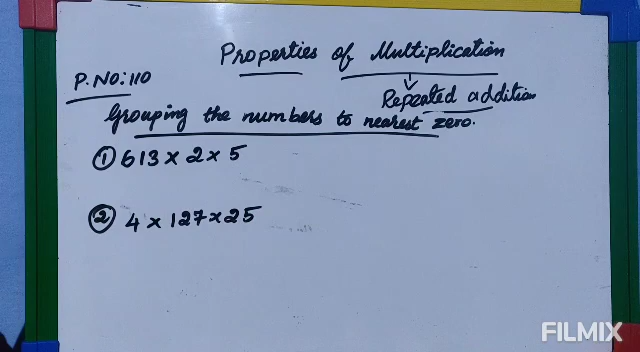 Properties of Multiplication
P.NO:110
Repeated addition
Grouping the numbers to nearest zero.
① 613 x 2 x 5
② 4 x 127 x 25
FILMIX